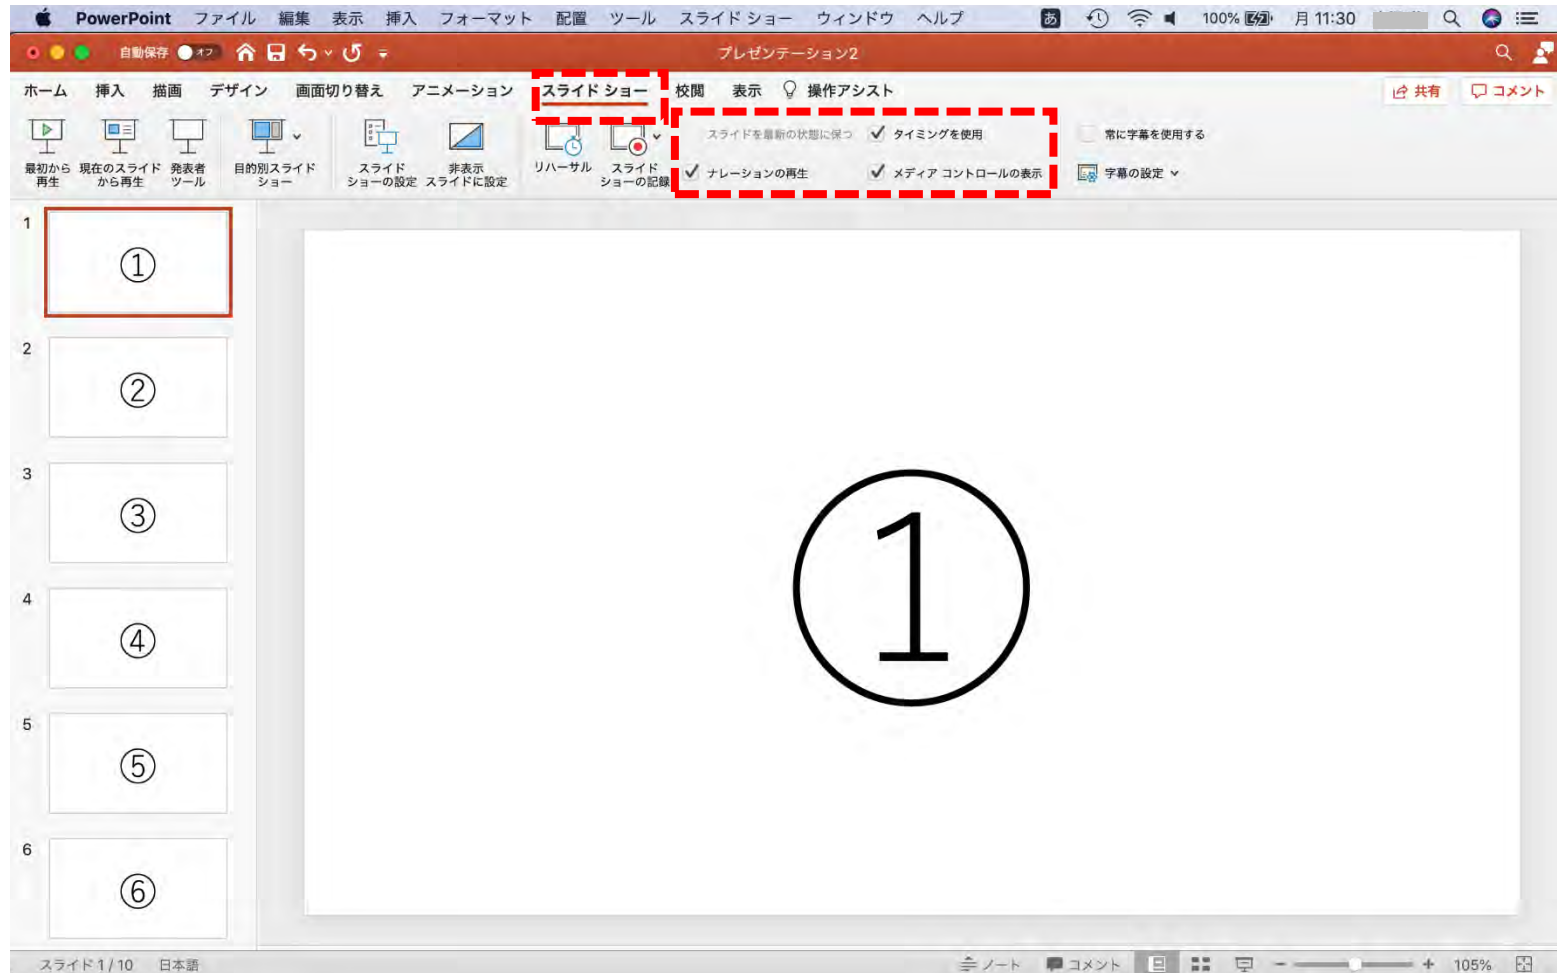 PowerPoint ファイル 編集 表示 挿入 フォーマット 配置 ツール スライド ショー ウィンドウ ヘルプ あ 100% 月 11:30
自動保存 オフ プレゼンテーション2
ホーム 挿入 描画 デザイン 画面切り替え アニメーション スライド ショー 校閲 表示 操作アシスト 共有 コメント
スライドを最新の状態に保つ タイミングを使用 常に字幕を使用する
最初から 現在のスライド 発表者 目的別スライド スライド 非表示 リハーサル スライド
再生 から再生 ツール ショー ショーの設定 スライドに設定 ショーの記録
ナレーションの再生 メディア コントロールの表示 字幕の設定
1
①
2
②
3
③
4
④
5
⑤
6
⑥
①
スライド 1 / 10 日本語 ノート コメント 105%